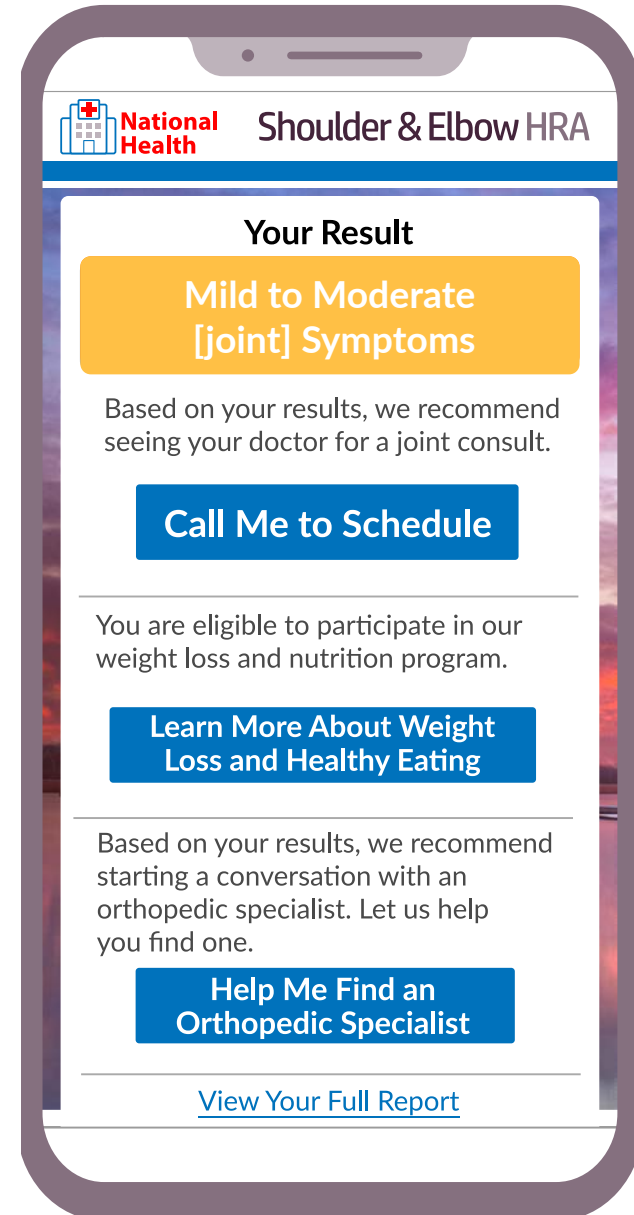 National
Health
Shoulder & Elbow HRA
Your Result
Mild to Moderate
[joint] Symptoms
Based on your results, we recommend
seeing your doctor for a joint consult.
Call Me to Schedule
You are eligible to participate in our
weight loss and nutrition program.
Learn More About Weight
Loss and Healthy Eating
Based on your results, we recommend
starting a conversation with an
orthopedic specialist. Let us help
you find one.
Help Me Find an
Orthopedic Specialist
View Your Full Report